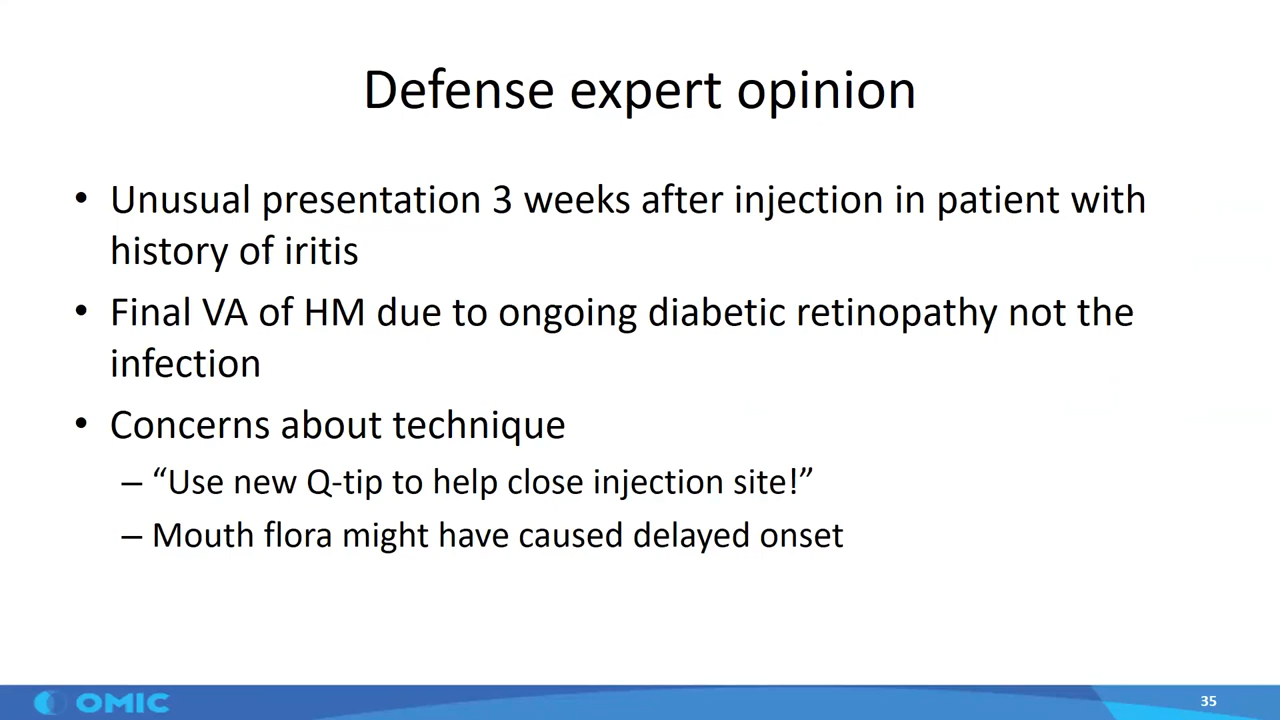 Defense expert opinion
• Unusual presentation 3 weeks after injection in patient with
history of iritis
• Final VA of HM due to ongoing diabetic retinopathy not the
infection
• Concerns about technique
– “Use new Q-tip to help close injection site!”
– Mouth flora might have caused delayed onset
OMIC
35